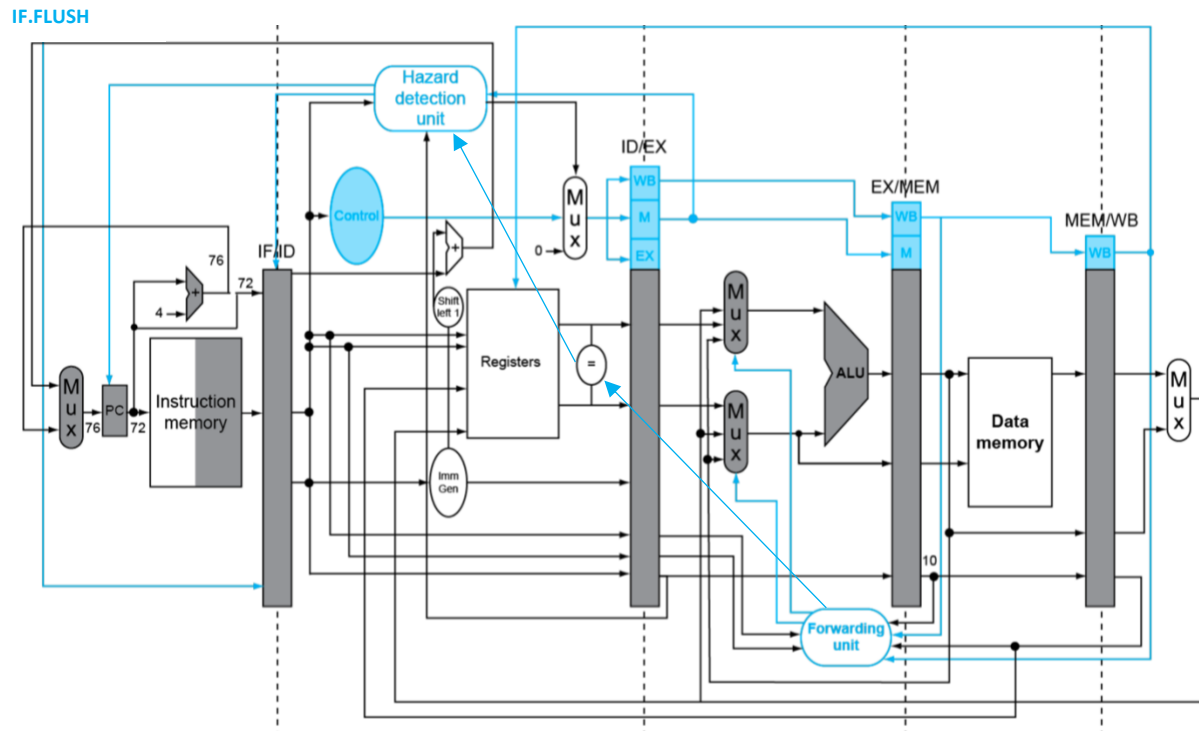 IF.FLUSH
Hazard
detection
unit
ID/EX
WB
M
EX
EX/MEM
WB
M
MEM/WB
WB
Control
M
u
x
0
IF/ID
76
72
4
+
+
Shift
left 1
M
u
x
76
PC
72
Instruction
memory
Registers
=
Imm
Gen
M
u
x
M
u
x
ALU
Data
memory
M
u
x
10
Forwarding
unit